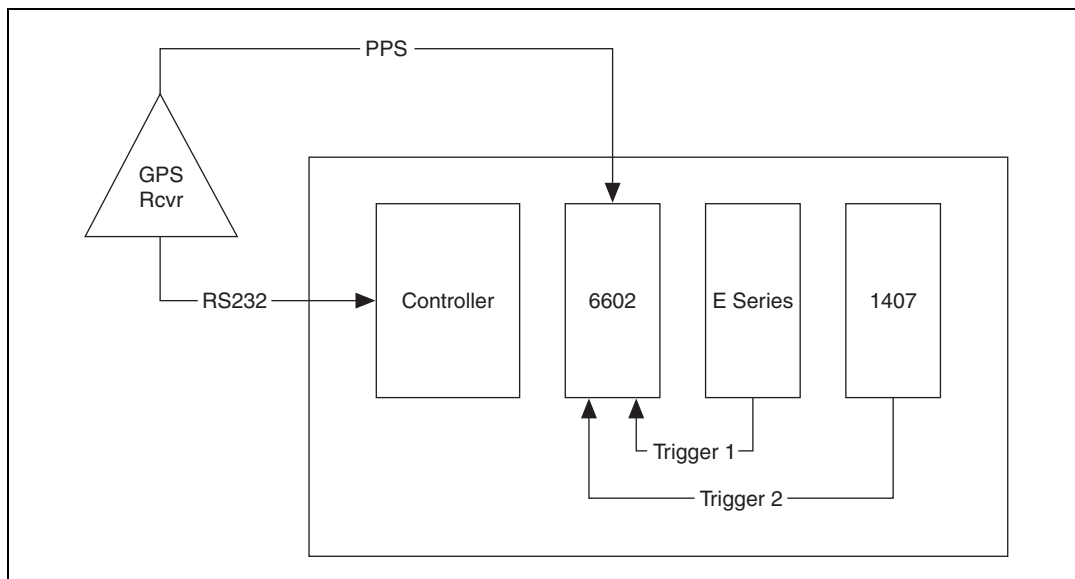 PPS
GPS
Rcvr
RS232
Controller
6602
E Series
1407
Trigger 1
Trigger 2